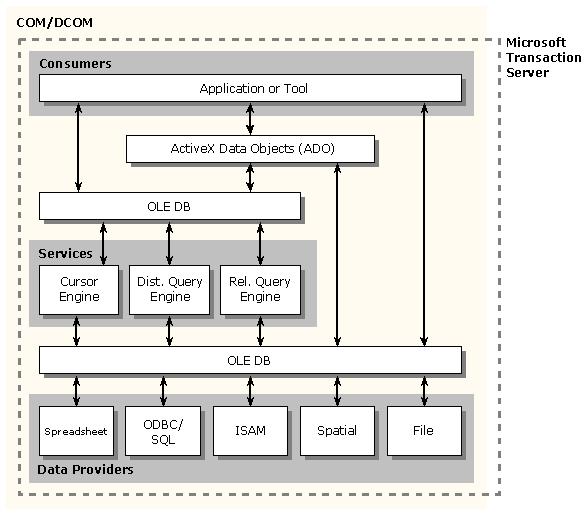 COM/DCOM
Microsoft
Transaction
Server
Consumers
Application or Tool
ActiveX Data Objects (ADO)
OLE DB
Services
Cursor
Engine
Dist. Query
Engine
Rel. Query
Engine
OLE DB
Spreadsheet
ODBC/
SQL
ISAM
Spatial
File
Data Providers